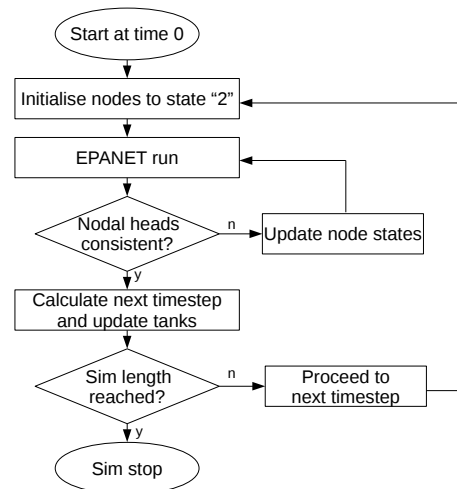 Start at time 0
Initialise nodes to state “2”
EPANET run
Nodal heads
consistent?
n
Update node states
y
Calculate next timestep
and update tanks
Sim length
reached?
n
Proceed to
next timestep
y
Sim stop